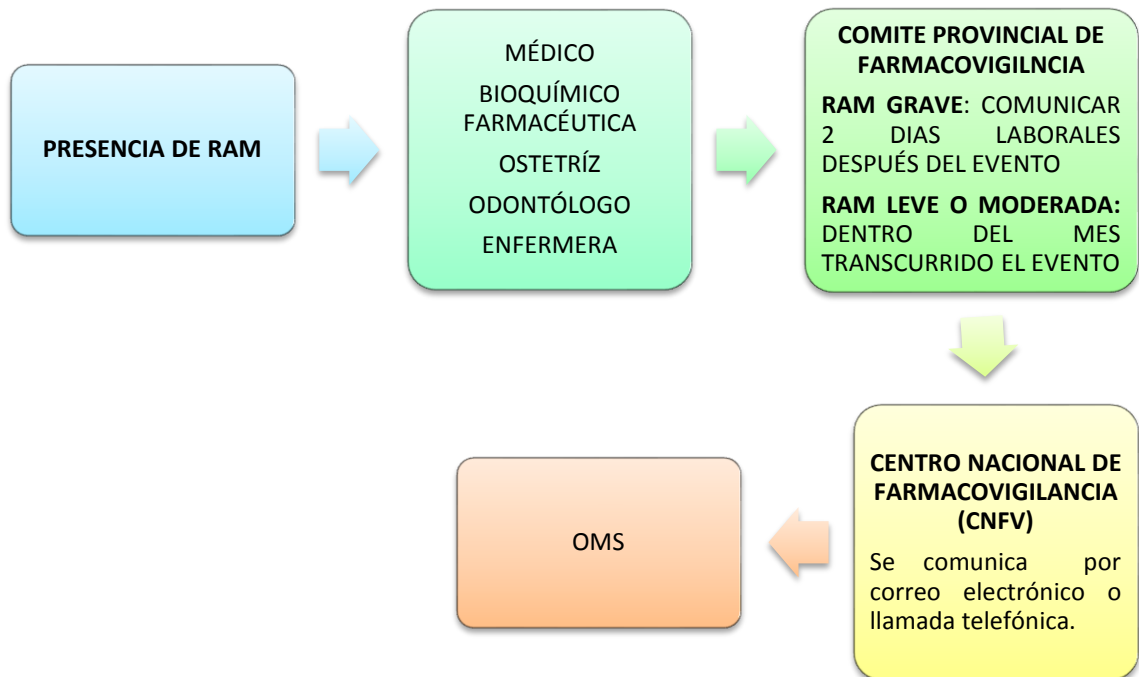 PRESENCIA DE RAM
MÉDICO
BIOQUÍMICO
FARMACÉUTICA
OSTETRÍZ
ODONTÓLOGO
ENFERMERA
COMITE PROVINCIAL DE
FARMACOVIGILNCIA
RAM GRAVE: COMUNICAR
2 DIAS LABORALES
DESPUÉS DEL EVENTO
RAM LEVE O MODERADA:
DENTRO DEL MES
TRANSCURRIDO EL EVENTO
CENTRO NACIONAL DE
FARMACOVIGILANCIA
(CNFV)
Se comunica por
correo electrónico o
llamada telefónica.
OMS